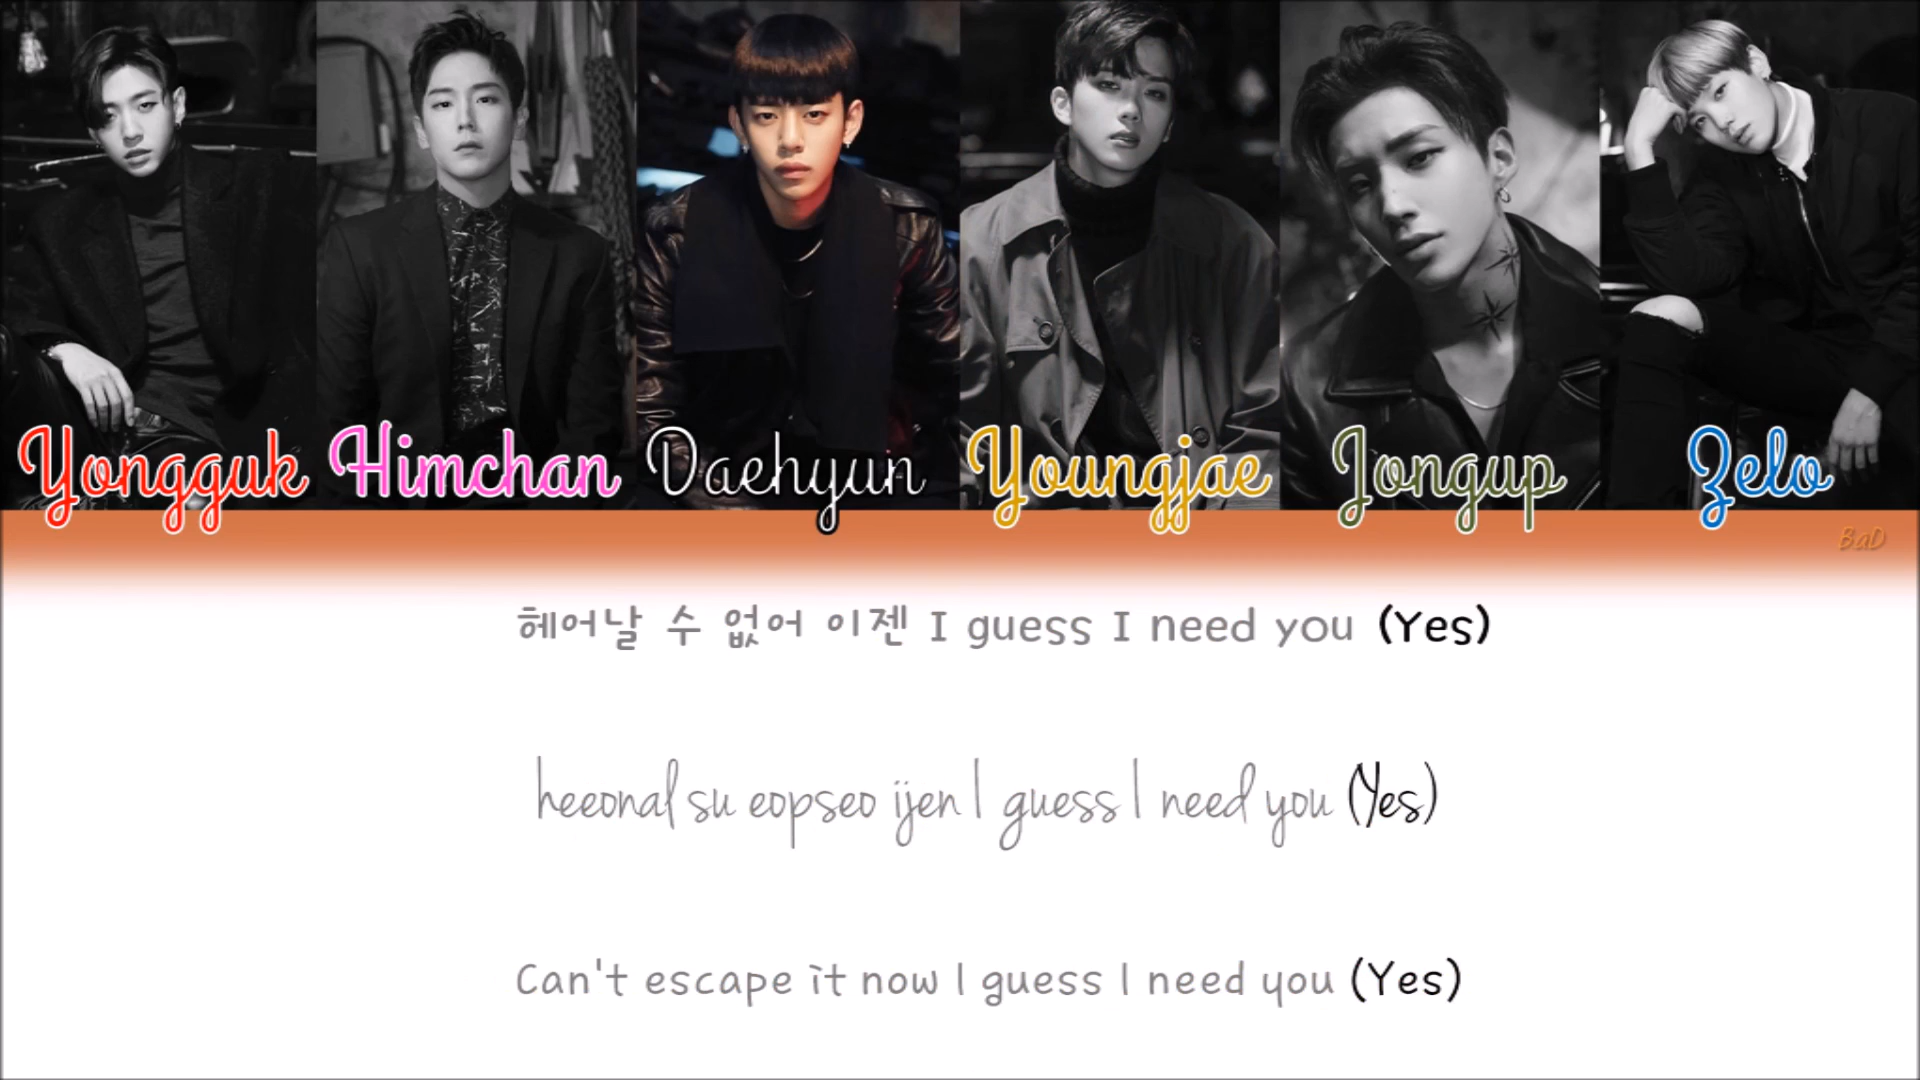 Yongguk Himchan Daehyun Youngjae Jongup Zelo
BaD
헤어날 수 없어 이젠 I guess I need you (Yes)
heeonal su eopseo ijen I guess I need you (Yes)
Can't escape it now I guess I need you (Yes)